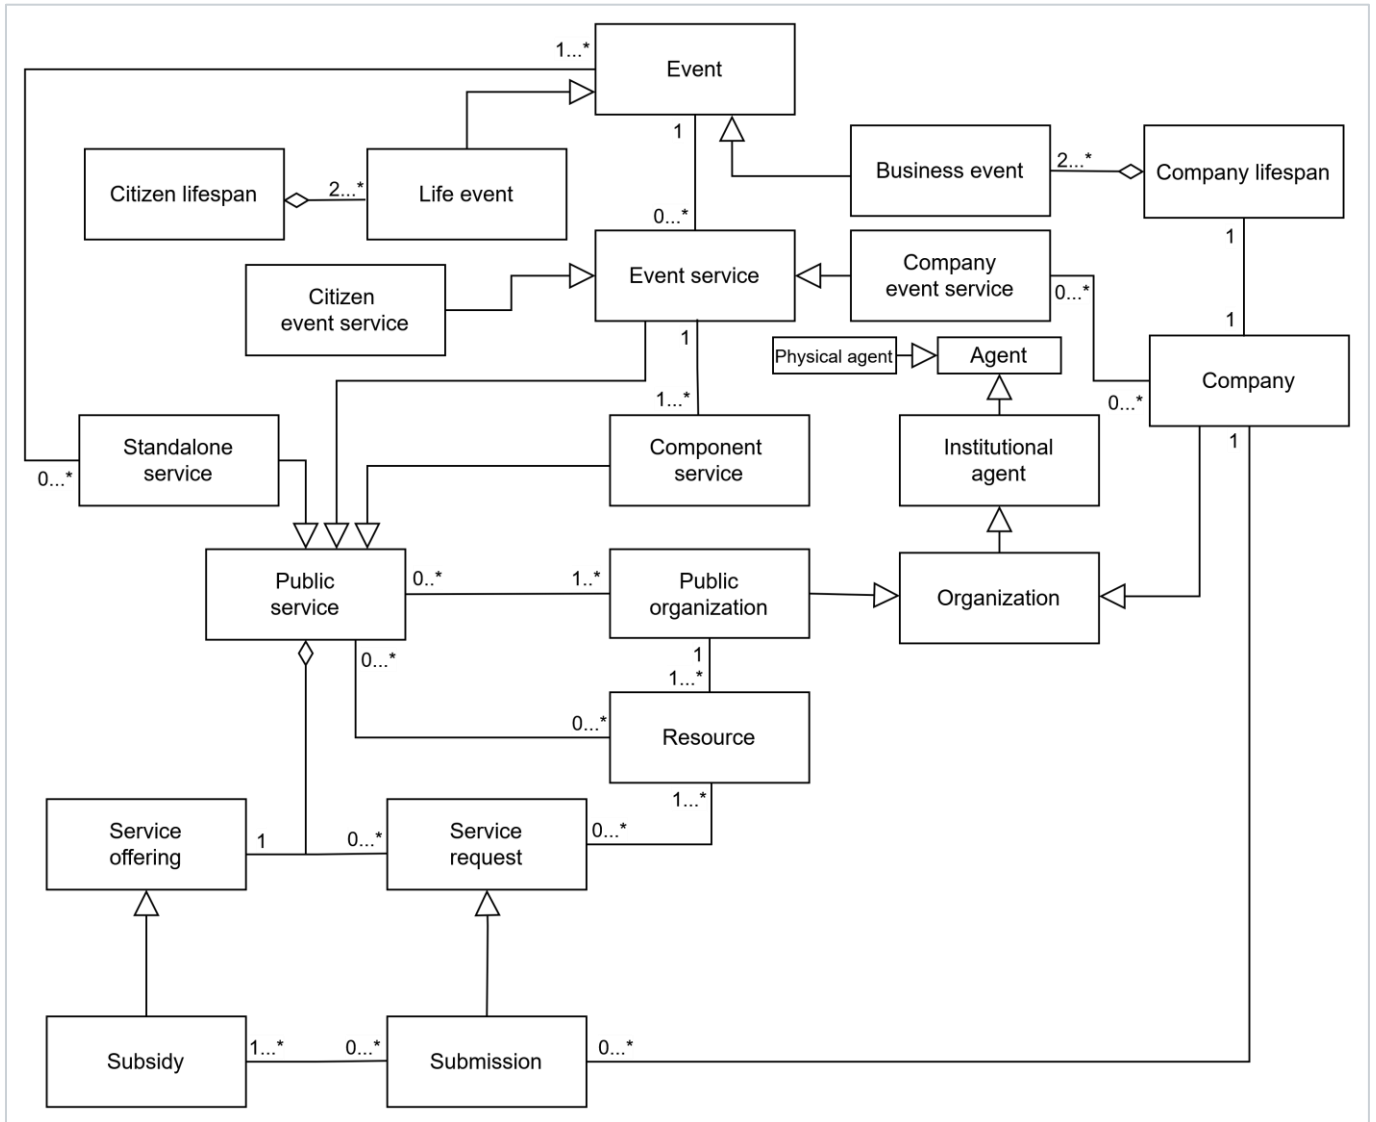 1...*
Event
1
Citizen lifespan
2...*
Life event
Business event
2...*
Company lifespan
0...*
1
Citizen
event service
Event service
Company
event service
0...*
1
1
Physical agent
Agent
Company
1...*
0...*
1
Standalone
service
0...*
Component
service
Institutional
agent
Public
service
0..*
1..*
Public
organization
Organization
0...*
1
1...*
0...*
Resource
1...*
Service
offering
1
0...*
Service
request
0...*
Subsidy
1...*
0...*
Submission
0...*